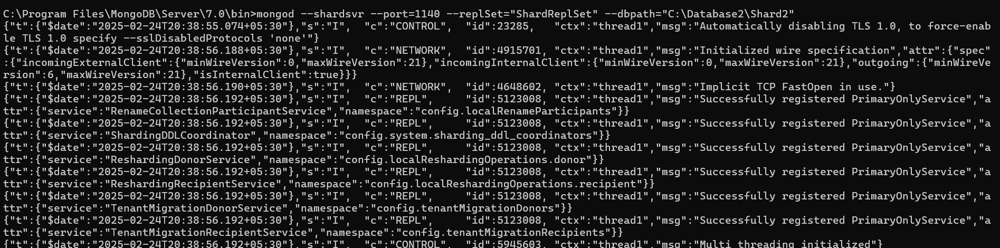 C:\Program Files\MongoDB\Server\7.0\bin>mongod --shardsvr --port=1140 --replSet="ShardReplSet" --dbpath="C:\Database2\Shard2"
{"t":{"$date":"2025-02-24T20:38:55.074+05:30"},"s":"I",  "c":"CONTROL",  "id":23285,   "ctx":"thread1","msg":"Automatically disabling TLS 1.0, to force-enab
le TLS 1.0 specify --sslDisabledProtocols 'none'"}
{"t":{"$date":"2025-02-24T20:38:56.188+05:30"},"s":"I",  "c":"NETWORK",  "id":4915701, "ctx":"thread1","msg":"Initialized wire specification","attr":{"spec"
:{"incomingExternalClient":{"minWireVersion":0,"maxWireVersion":21},"incomingInternalClient":{"minWireVersion":0,"maxWireVersion":21},"outgoing":{"minWireVe
rsion":6,"maxWireVersion":21},"isInternalClient":true}}}
{"t":{"$date":"2025-02-24T20:38:56.190+05:30"},"s":"I",  "c":"NETWORK",  "id":4648602, "ctx":"thread1","msg":"Implicit TCP FastOpen in use."}
{"t":{"$date":"2025-02-24T20:38:56.192+05:30"},"s":"I",  "c":"REPL",     "id":5123008, "ctx":"thread1","msg":"Successfully registered PrimaryOnlyService","a
ttr":{"service":"RenameCollectionParticipantService","namespace":"config.localRenameParticipants"}}
{"t":{"$date":"2025-02-24T20:38:56.192+05:30"},"s":"I",  "c":"REPL",     "id":5123008, "ctx":"thread1","msg":"Successfully registered PrimaryOnlyService","a
ttr":{"service":"ShardingDDLCoordinator","namespace":"config.system.sharding_ddl_coordinators"}}
{"t":{"$date":"2025-02-24T20:38:56.192+05:30"},"s":"I",  "c":"REPL",     "id":5123008, "ctx":"thread1","msg":"Successfully registered PrimaryOnlyService","a
ttr":{"service":"ReshardingDonorService","namespace":"config.localReshardingOperations.donor"}}
{"t":{"$date":"2025-02-24T20:38:56.192+05:30"},"s":"I",  "c":"REPL",     "id":5123008, "ctx":"thread1","msg":"Successfully registered PrimaryOnlyService","a
ttr":{"service":"ReshardingRecipientService","namespace":"config.localReshardingOperations.recipient"}}
{"t":{"$date":"2025-02-24T20:38:56.192+05:30"},"s":"I",  "c":"REPL",     "id":5123008, "ctx":"thread1","msg":"Successfully registered PrimaryOnlyService","a
ttr":{"service":"TenantMigrationDonorService","namespace":"config.tenantMigrationDonors"}}
{"t":{"$date":"2025-02-24T20:38:56.192+05:30"},"s":"I",  "c":"REPL",     "id":5123008, "ctx":"thread1","msg":"Successfully registered PrimaryOnlyService","a
ttr":{"service":"TenantMigrationRecipientService","namespace":"config.tenantMigrationRecipients"}}
{"t":{"$date":"2025-02-24T20:38:56.192+05:30"},"s":"I",  "c":"CONTROL",  "id":5945603, "ctx":"thread1","msg":"Multi threading initialized"}